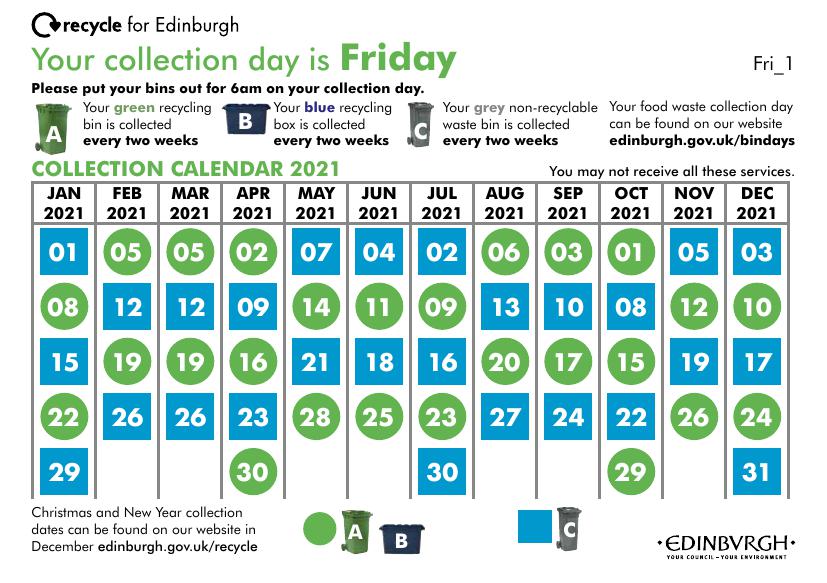 recycle for Edinburgh
Your collection day is Friday
Fri_1
Please put your bins out for 6am on your collection day.
A
Your green recycling
bin is collected
every two weeks
B
Your blue recycling
box is collected
every two weeks
C
Your grey non-recyclable
waste bin is collected
every two weeks
Your food waste collection day
can be found on our website
edinburgh.gov.uk/bindays
COLLECTION CALENDAR 2021
You may not receive all these services.
JAN FEB MAR APR MAY JUN JUL AUG SEP OCT NOV DEC
2021 2021 2021 2021 2021 2021 2021 2021 2021 2021 2021 2021
01 05 05 02 07 04 02 06 03 01 05 03
08 12 12 09 14 11 09 13 10 08 12 10
15 19 19 16 21 18 16 20 17 15 19 17
22 26 26 23 28 25 23 27 24 22 26 24
29 30 30 29 31
Christmas and New Year collection
dates can be found on our website in
December edinburgh.gov.uk/recycle
A B
C
·EDINBVRGH·
YOUR COUNCIL – YOUR ENVIRONMENT